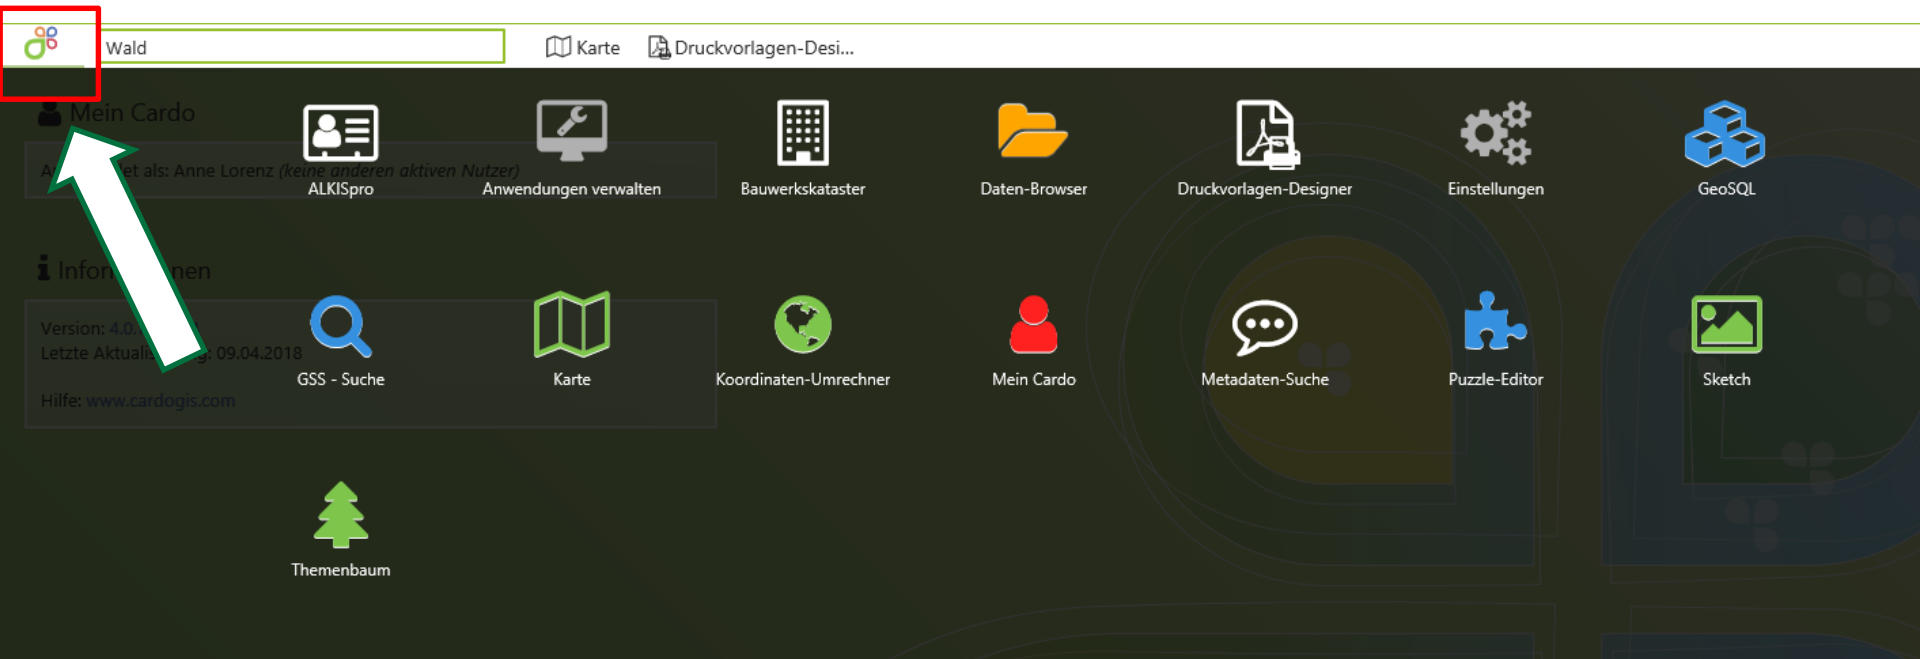 Wald
Karte
Druckvorlagen-Desi...
Mein Cardo
et als: Anne Lorenz (keine anderen aktiven Nutzer)
ALKISpro
Anwendungen verwalten
Bauwerkskataster
Daten-Browser
Druckvorlagen-Designer
Einstellungen
GeoSQL
Version: 4.0.
Letzte Aktuali
: 09.04.2018
GSS - Suche
Karte
Koordinaten-Umrechner
Mein Cardo
Metadaten-Suche
Puzzle-Editor
Sketch
Hilfe: www.cardogis.com
Themenbaum